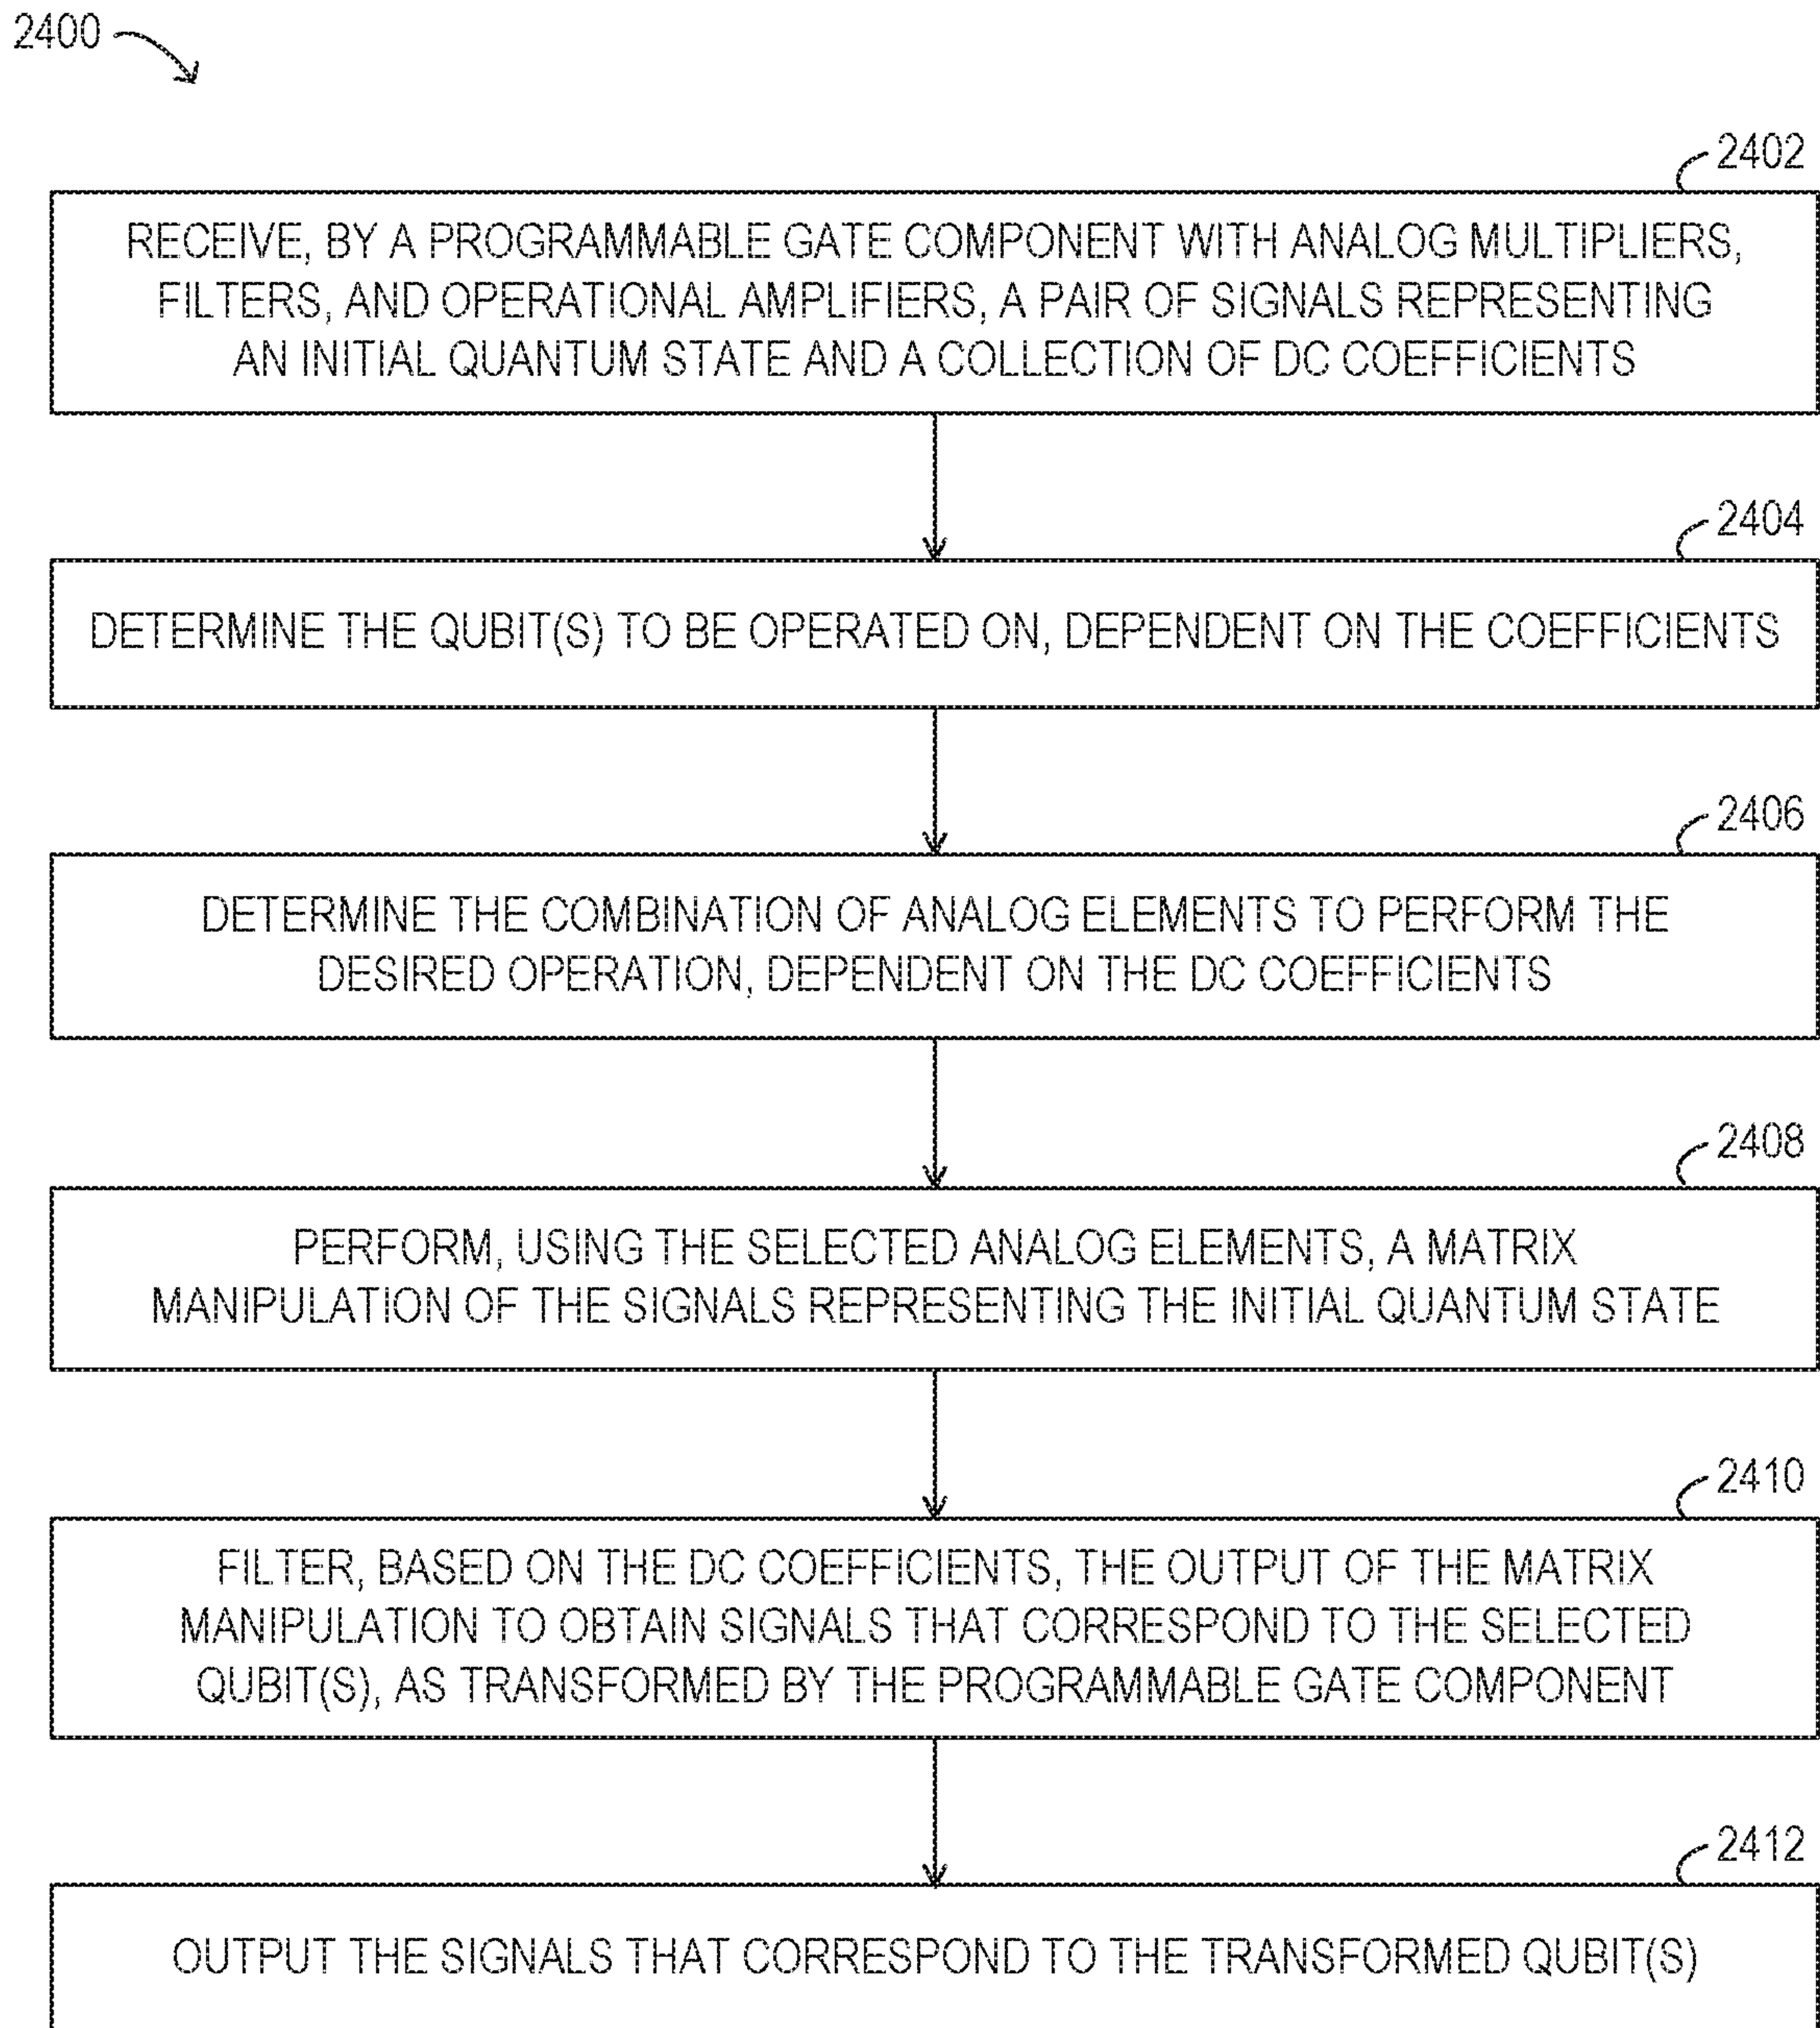 2400
2402
RECEIVE, BY A PROGRAMMABLE GATE COMPONENT WITH ANALOG MULTIPLIERS,
FILTERS, AND OPERATIONAL AMPLIFIERS, A PAIR OF SIGNALS REPRESENTING
AN INITIAL QUANTUM STATE AND A COLLECTION OF DC COEFFICIENTS
2404
DETERMINE THE QUBIT(S) TO BE OPERATED ON, DEPENDENT ON THE COEFFICIENTS
2406
DETERMINE THE COMBINATION OF ANALOG ELEMENTS TO PERFORM THE
DESIRED OPERATION, DEPENDENT ON THE DC COEFFICIENTS
2408
PERFORM, USING THE SELECTED ANALOG ELEMENTS, A MATRIX
MANIPULATION OF THE SIGNALS REPRESENTING THE INITIAL QUANTUM STATE
2410
FILTER, BASED ON THE DC COEFFICIENTS, THE OUTPUT OF THE MATRIX
MANIPULATION TO OBTAIN SIGNALS THAT CORRESPOND TO THE SELECTED
QUBIT(S), AS TRANSFORMED BY THE PROGRAMMABLE GATE COMPONENT
2412
OUTPUT THE SIGNALS THAT CORRESPOND TO THE TRANSFORMED QUBIT(S)